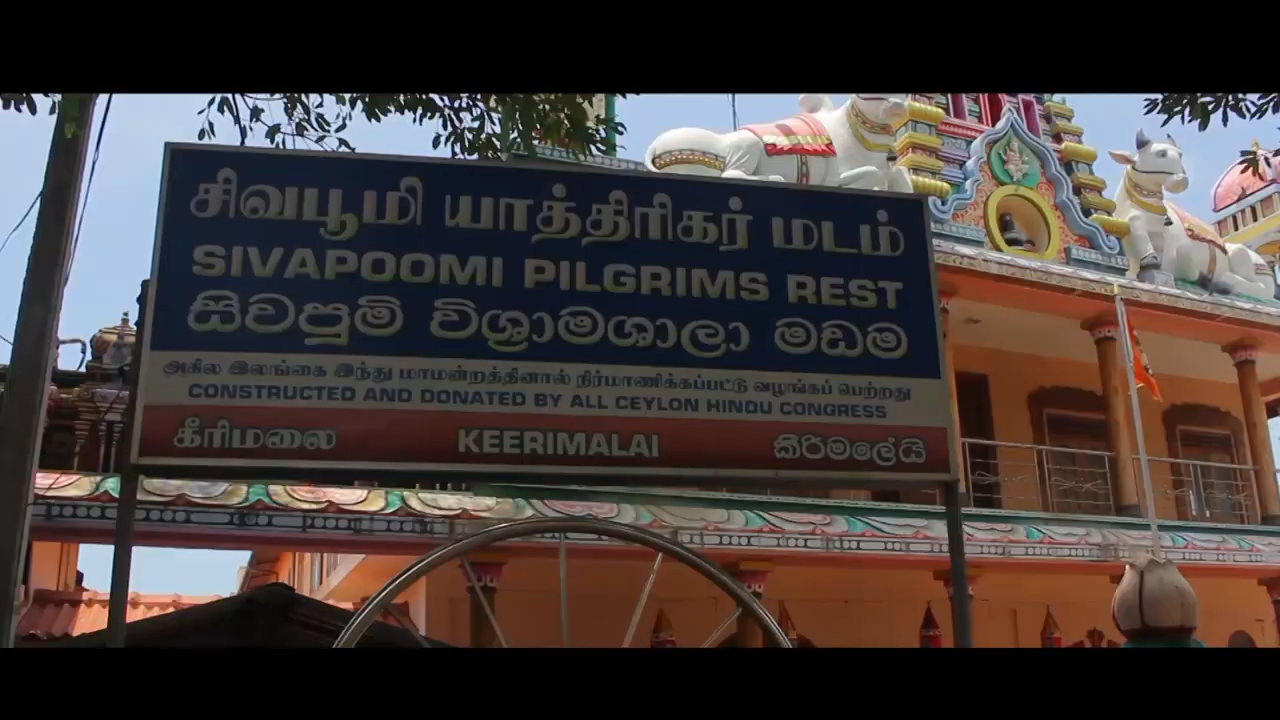 சிவபூமி யாத்திரிகர் மடம்
SIVAPOOMI PILGRIMS REST
සිවපූමි විශ්‍රාමශාලා මඩම
அகில இலங்கை இந்து மாமன்றத்தினால் நிர்மாணிக்கப்பட்டு வழங்கப் பெற்றது
CONSTRUCTED AND DONATED BY ALL CEYLON HINDU CONGRESS
கீரிமலை KEERIMALAI කීරිමලේයි